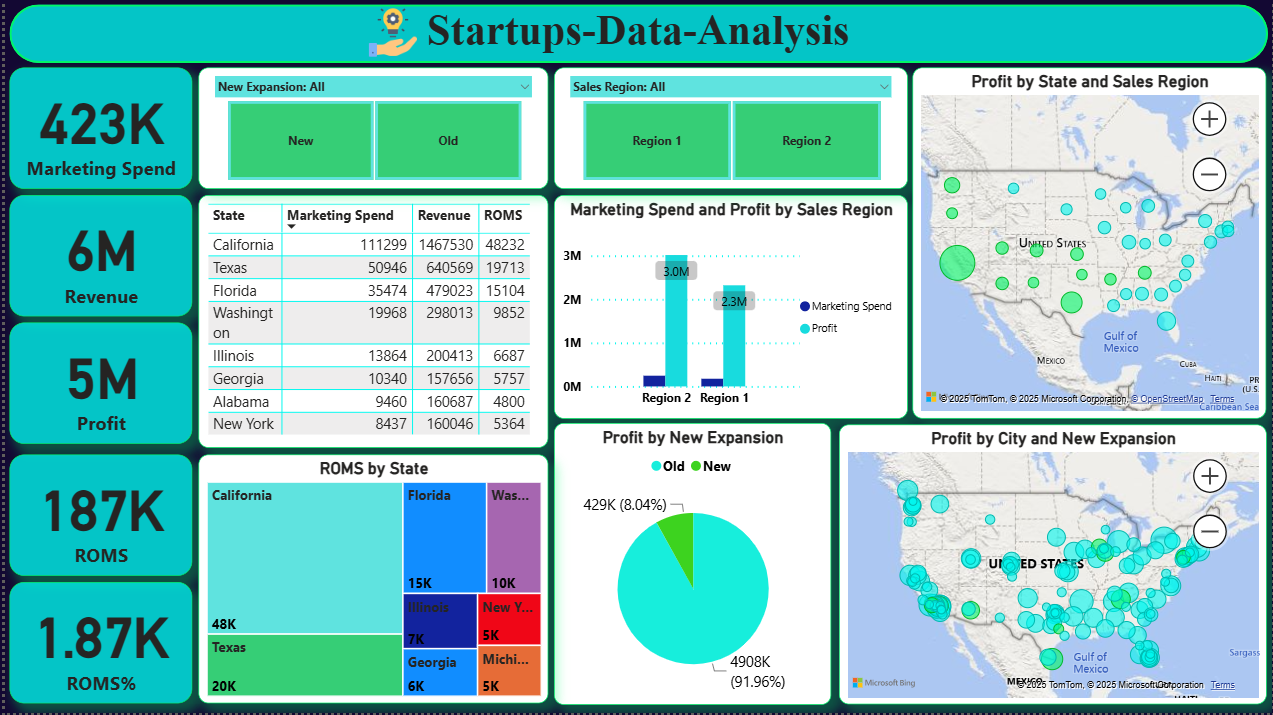 Startups-Data-Analysis
423K
Marketing Spend
6M
Revenue
5M
Profit
187K
ROMS
1.87K
ROMS%
New Expansion: All
New
Old
Sales Region: All
Region 1
Region 2
State Marketing Spend Revenue ROMS
California 111299 1467530 48232
Texas 50946 640569 19713
Florida 35474 479023 15104
Washingt
on 19968 298013 9852
Illinois 13864 200413 6687
Georgia 10340 157656 5757
Alabama 9460 160687 4800
New York 8437 160046 5364
Marketing Spend and Profit by Sales Region
3M
2M
1M
0M
3.0M
2.3M
Region 2 Region 1
Marketing Spend
Profit
Profit by State and Sales Region
UNITED STATES
MEXICO
Gulf of
Mexico
CUBA
HAITI
PR
(U.S.
Caribbean Sea
© 2025 TomTom, © 2025 Microsoft Corporation, © OpenStreetMap Terms
ROMS by State
California
48K
Texas
20K
Florida
15K
Was...
10K
Illinois
7K
New Y...
5K
Georgia
6K
Michi...
5K
Profit by New Expansion
Old New
429K (8.04%)
4908K
(91.96%)
Profit by City and New Expansion
UNITED STATES
Gulf of
Mexico
MEXICO
Sargass
Microsoft Bing
© 2025 TomTom, © 2025 Microsoft Corporation Terms
HAITI